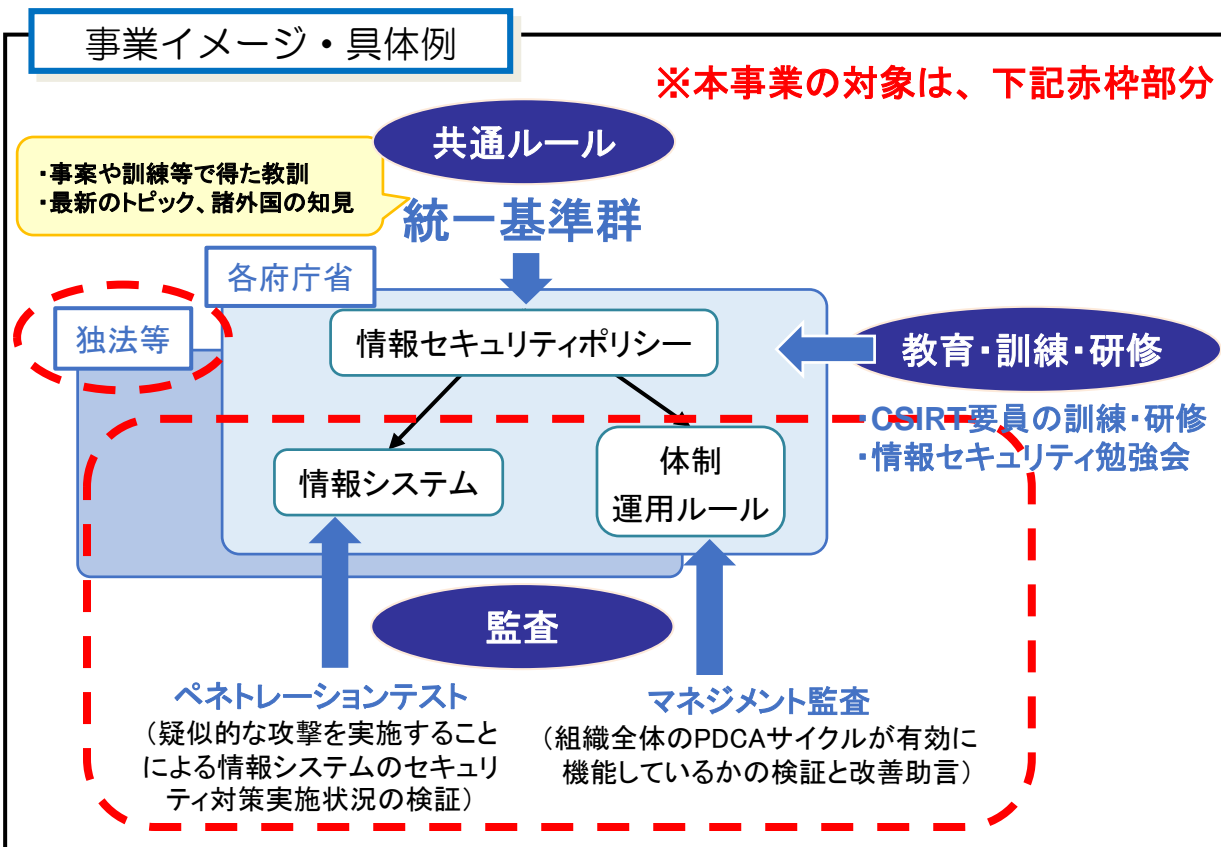 事業イメージ・具体例
※本事業の対象は、下記赤枠部分
共通ルール
・事案や訓練等で得た教訓
・最新のトピック、諸外国の知見
統一基準群
各府庁省
独法等
情報セキュリティポリシー
教育・訓練・研修
・CSIRT要員の訓練・研修
・情報セキュリティ勉強会
情報システム
体制
運用ルール
監査
ペネトレーションテスト
（疑似的な攻撃を実施すること
による情報システムのセキュリ
ティ対策実施状況の検証）
マネジメント監査
（組織全体のPDCAサイクルが有効に
機能しているかの検証と改善助言）